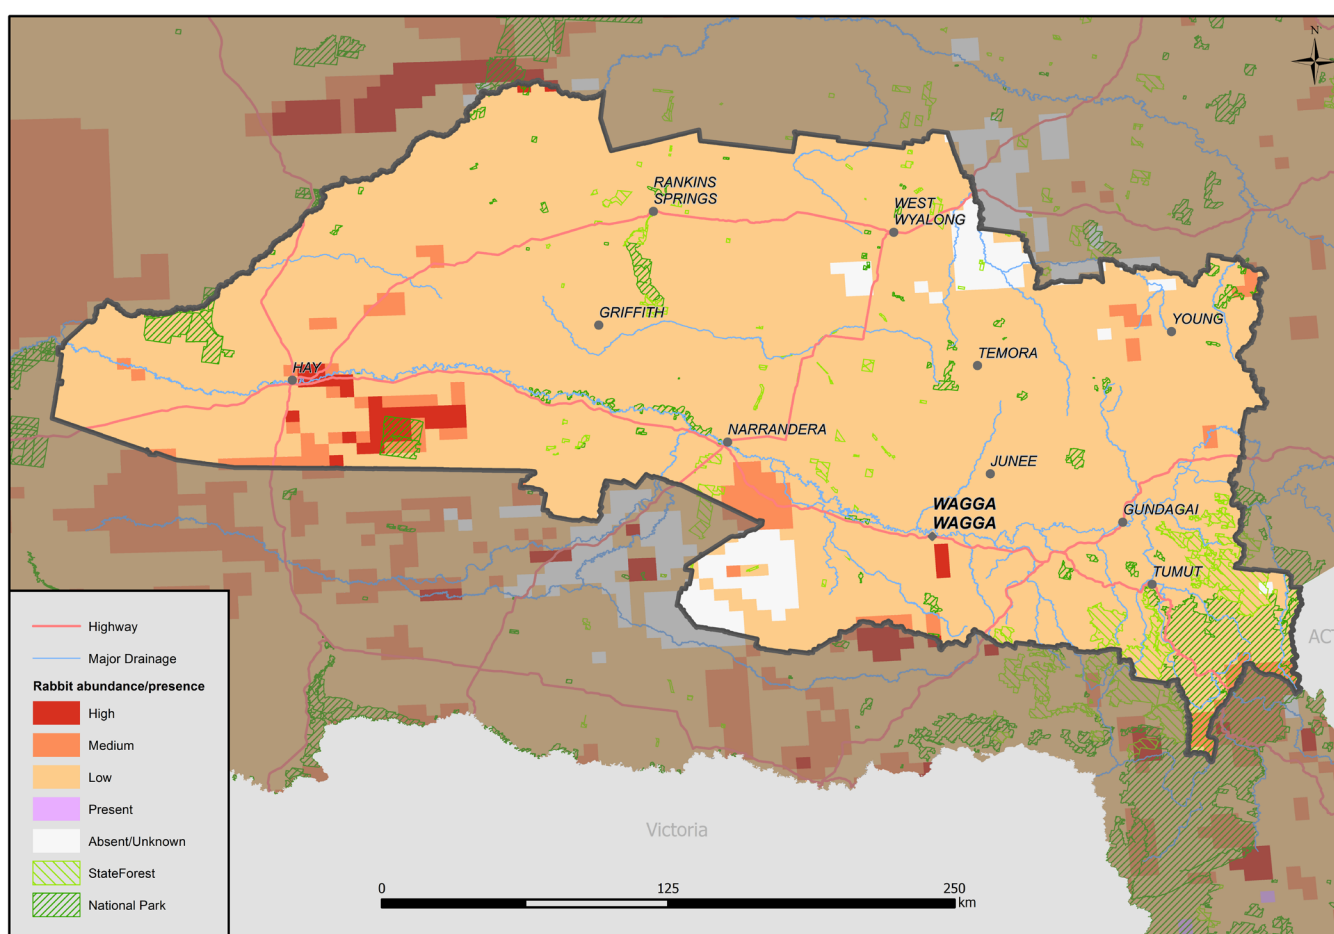 N
RANKINS
SPRINGS
WEST
WYALONG
GRIFFITH
YOUNG
TEMORA
HAY
NARRANDERA
JUNEE
WAGGA
WAGGA
GUNDAGAI
TUMUT
ACT
Victoria
Highway
Major Drainage
Rabbit abundance/presence
High
Medium
Low
Present
Absent/Unknown
StateForest
National Park
0
125
250
km